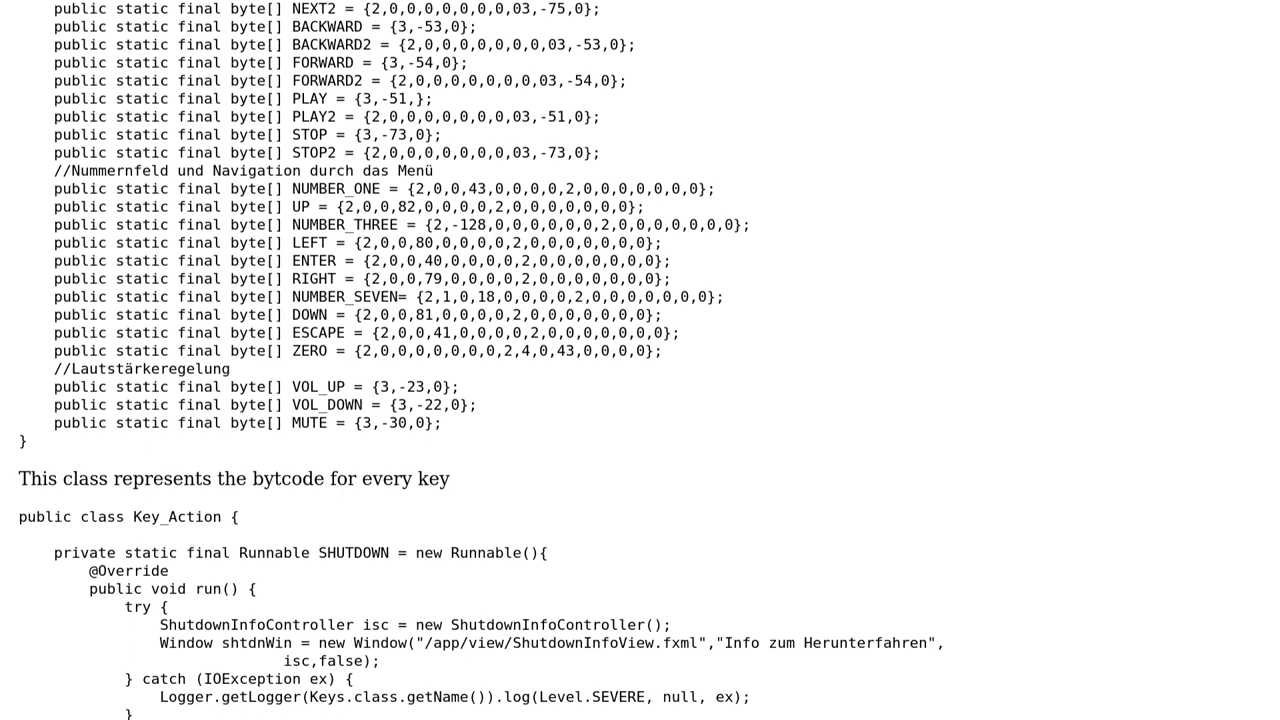 public static final byte[] NEXT2 = {2,0,0,0,0,0,0,0,03,-75,0};
public static final byte[] BACKWARD = {3,-53,0};
public static final byte[] BACKWARD2 = {2,0,0,0,0,0,0,0,03,-53,0};
public static final byte[] FORWARD = {3,-54,0};
public static final byte[] FORWARD2 = {2,0,0,0,0,0,0,0,03,-54,0};
public static final byte[] PLAY = {3,-51,};
public static final byte[] PLAY2 = {2,0,0,0,0,0,0,0,03,-51,0};
public static final byte[] STOP = {3,-73,0};
public static final byte[] STOP2 = {2,0,0,0,0,0,0,0,03,-73,0};
//Nummernfeld und Navigation durch das Menü
public static final byte[] NUMBER_ONE = {2,0,0,43,0,0,0,0,2,0,0,0,0,0,0,0};
public static final byte[] UP = {2,0,0,82,0,0,0,0,2,0,0,0,0,0,0,0};
public static final byte[] NUMBER_THREE = {2,-128,0,0,0,0,0,0,2,0,0,0,0,0,0,0};
public static final byte[] LEFT = {2,0,0,80,0,0,0,0,2,0,0,0,0,0,0,0};
public static final byte[] ENTER = {2,0,0,40,0,0,0,0,2,0,0,0,0,0,0,0};
public static final byte[] RIGHT = {2,0,0,79,0,0,0,0,2,0,0,0,0,0,0,0};
public static final byte[] NUMBER_SEVEN= {2,1,0,18,0,0,0,0,2,0,0,0,0,0,0,0};
public static final byte[] DOWN = {2,0,0,81,0,0,0,0,2,0,0,0,0,0,0,0};
public static final byte[] ESCAPE = {2,0,0,41,0,0,0,0,2,0,0,0,0,0,0,0};
public static final byte[] ZERO = {2,0,0,0,0,0,0,0,2,4,0,43,0,0,0,0};
//Lautstärkeregelung
public static final byte[] VOL_UP = {3,-23,0};
public static final byte[] VOL_DOWN = {3,-22,0};
public static final byte[] MUTE = {3,-30,0};
}
This class represents the bytcode for every key
public class Key_Action {
private static final Runnable SHUTDOWN = new Runnable(){
@Override
public void run() {
try {
ShutdownInfoController isc = new ShutdownInfoController();
Window shtdnWin = new Window("/app/view/ShutdownInfoView.fxml","Info zum Herunterfahren",
isc,false);
} catch (IOException ex) {
Logger.getLogger(Keys.class.getName()).log(Level.SEVERE, null, ex);
}